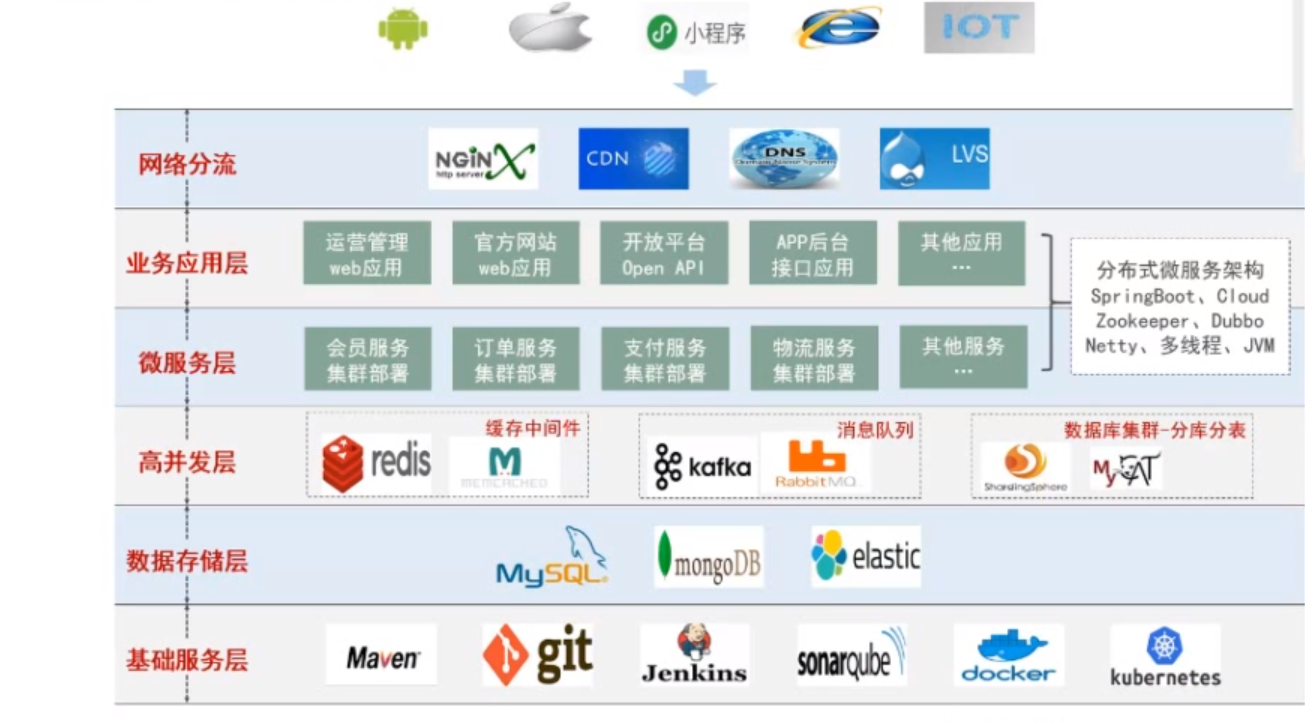 小程序
IOT
网络分流
NGiNX
http server
CDN
DNS
Domain Name System
LVS
业务应用层
运营管理
web应用
官方网站
web应用
开放平台
Open API
APP后台
接口应用
其他应用
...
分布式微服务架构
SpringBoot、Cloud
Zookeeper、Dubbo
Netty、多线程、JVM
微服务层
会员服务
集群部署
订单服务
集群部署
支付服务
集群部署
物流服务
集群部署
其他服务
...
高并发层
缓存中间件
redis
MEMCACHED
消息队列
kafka
RabbitMQ
数据库集群-分库分表
ShardingSphere
MyCAT
数据存储层
MySQL
mongoDB
elastic
基础服务层
Maven
git
Jenkins
sonarqube
docker
kubernetes